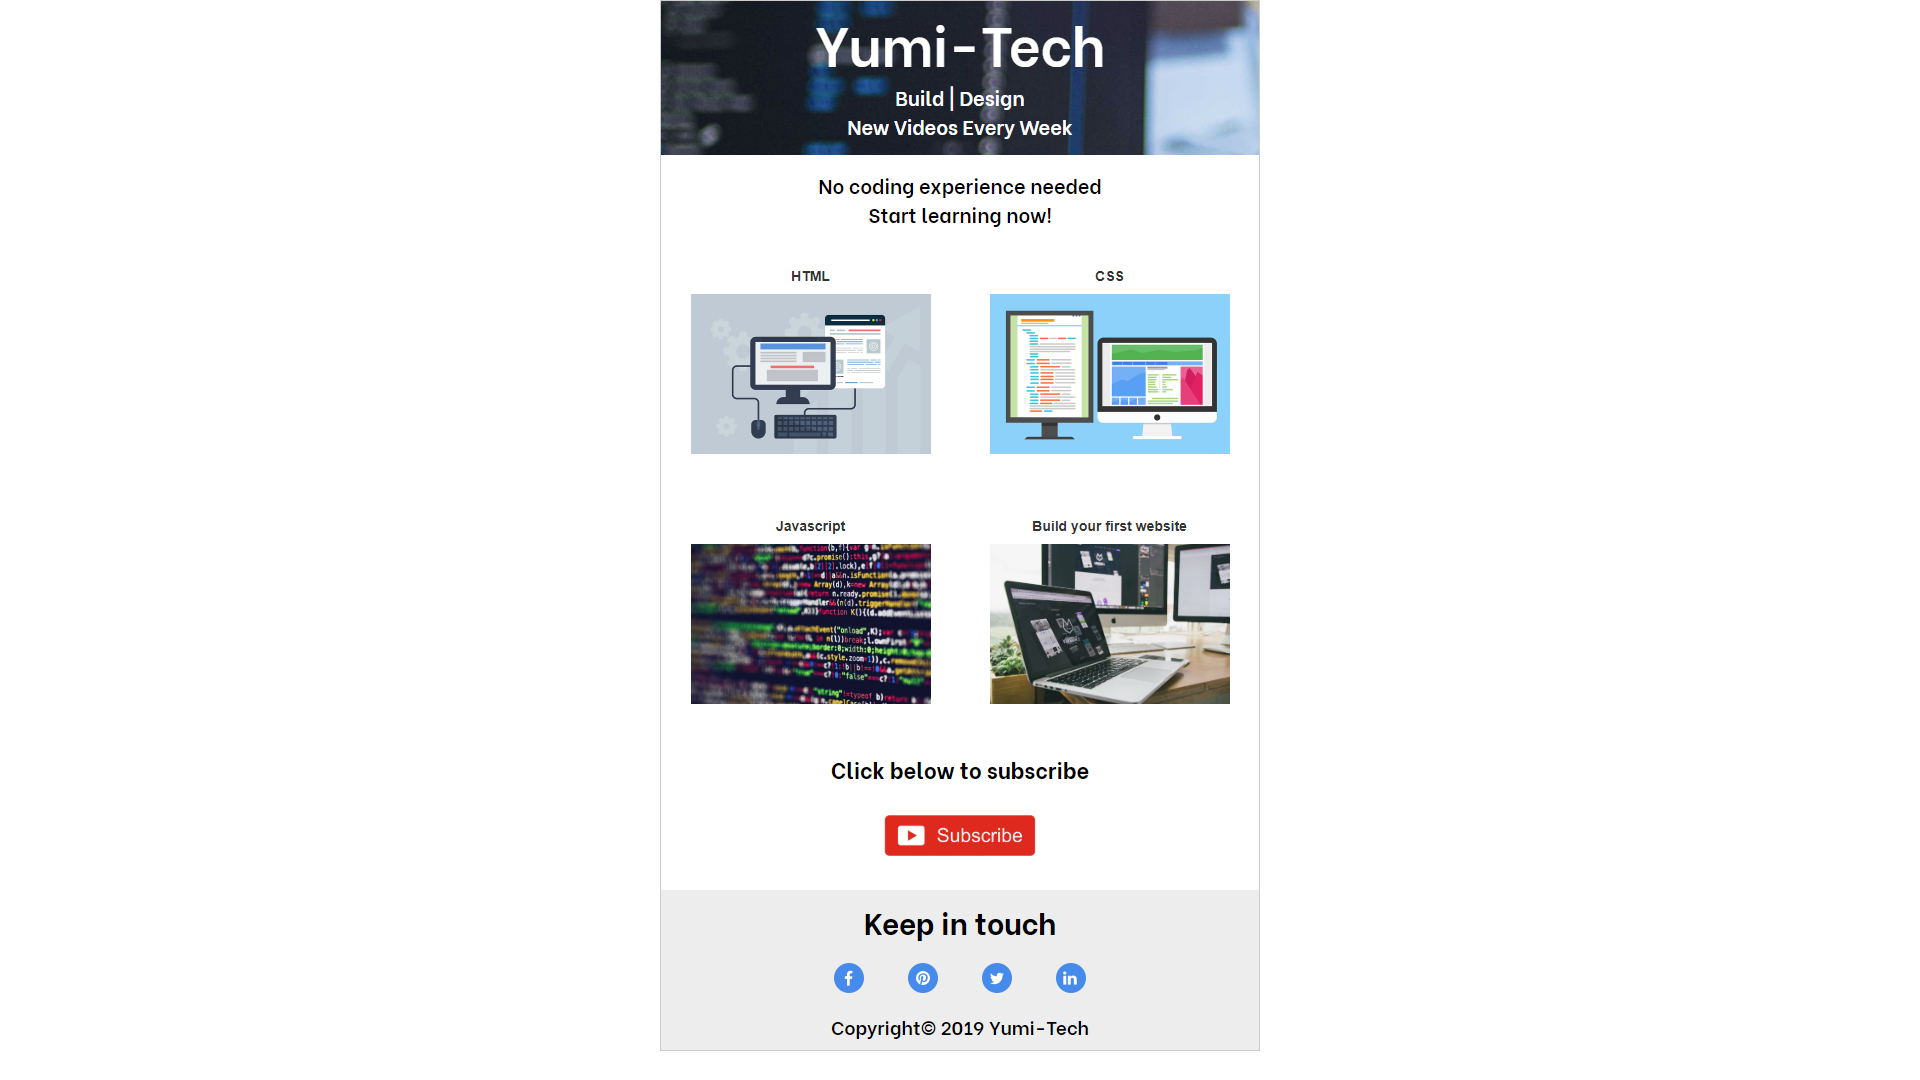 Yumi-Tech
Build | Design
New Videos Every Week
No coding experience needed
Start learning now!
HTML
CSS
Javascript
Build your first website
Click below to subscribe
Subscribe
Keep in touch
Copyright© 2019 Yumi-Tech